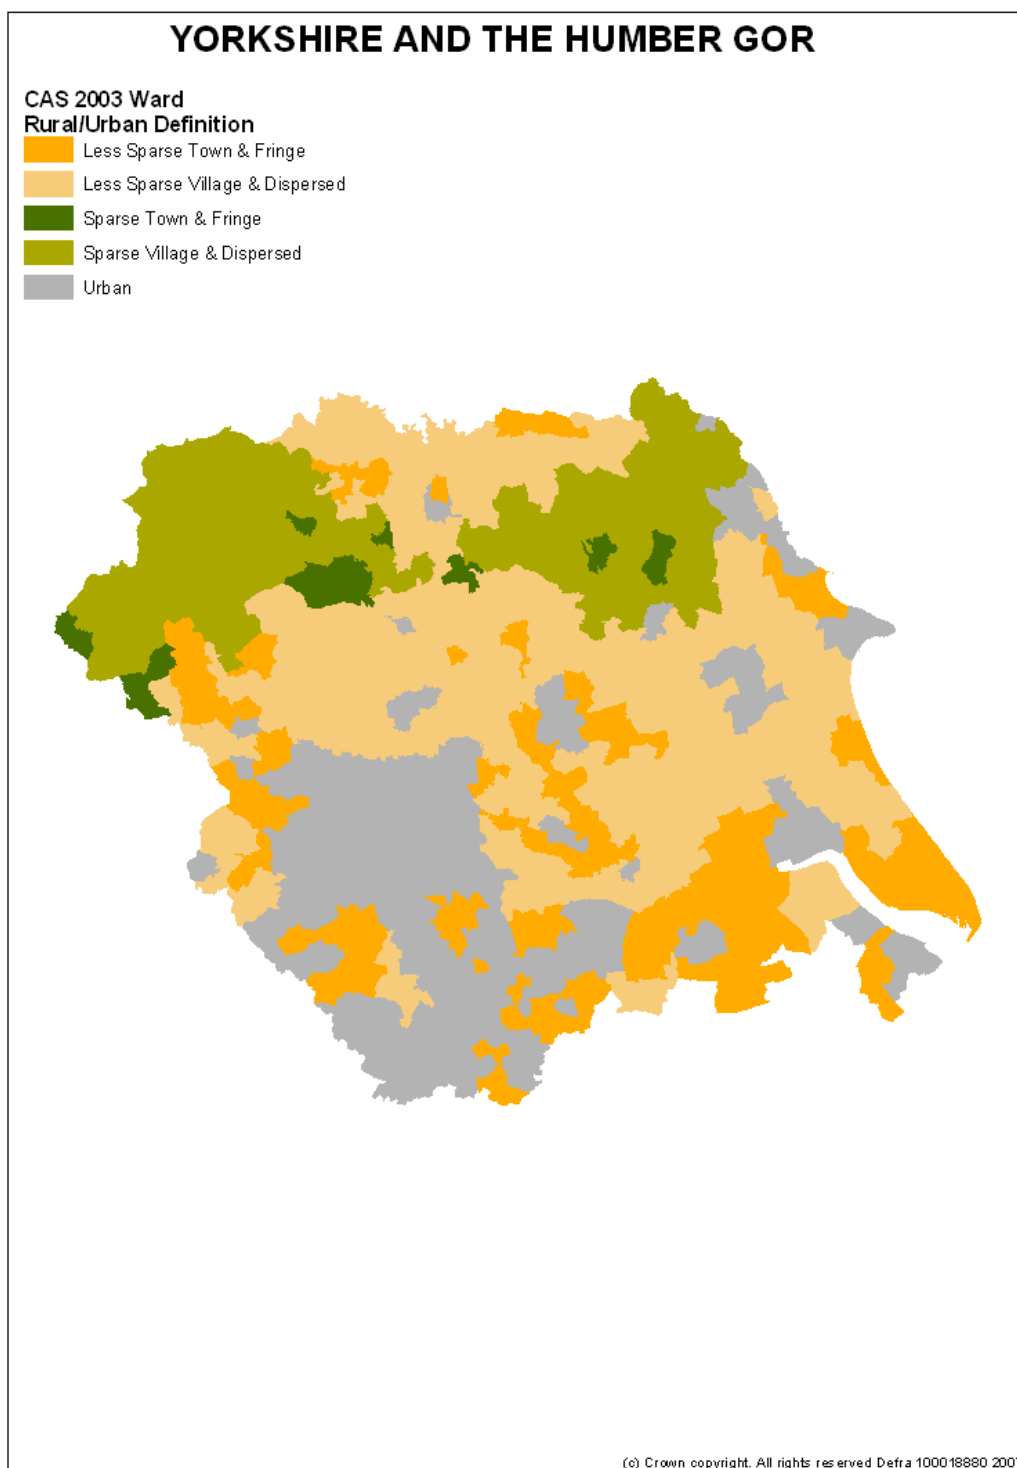 YORKSHIRE AND THE HUMBER GOR
CAS 2003 Ward
Rural/Urban Definition
Less Sparse Town & Fringe
Less Sparse Village & Dispersed
Sparse Town & Fringe
Sparse Village & Dispersed
Urban
(c) Crown copyright. All rights reserved Defra 100018880 2007